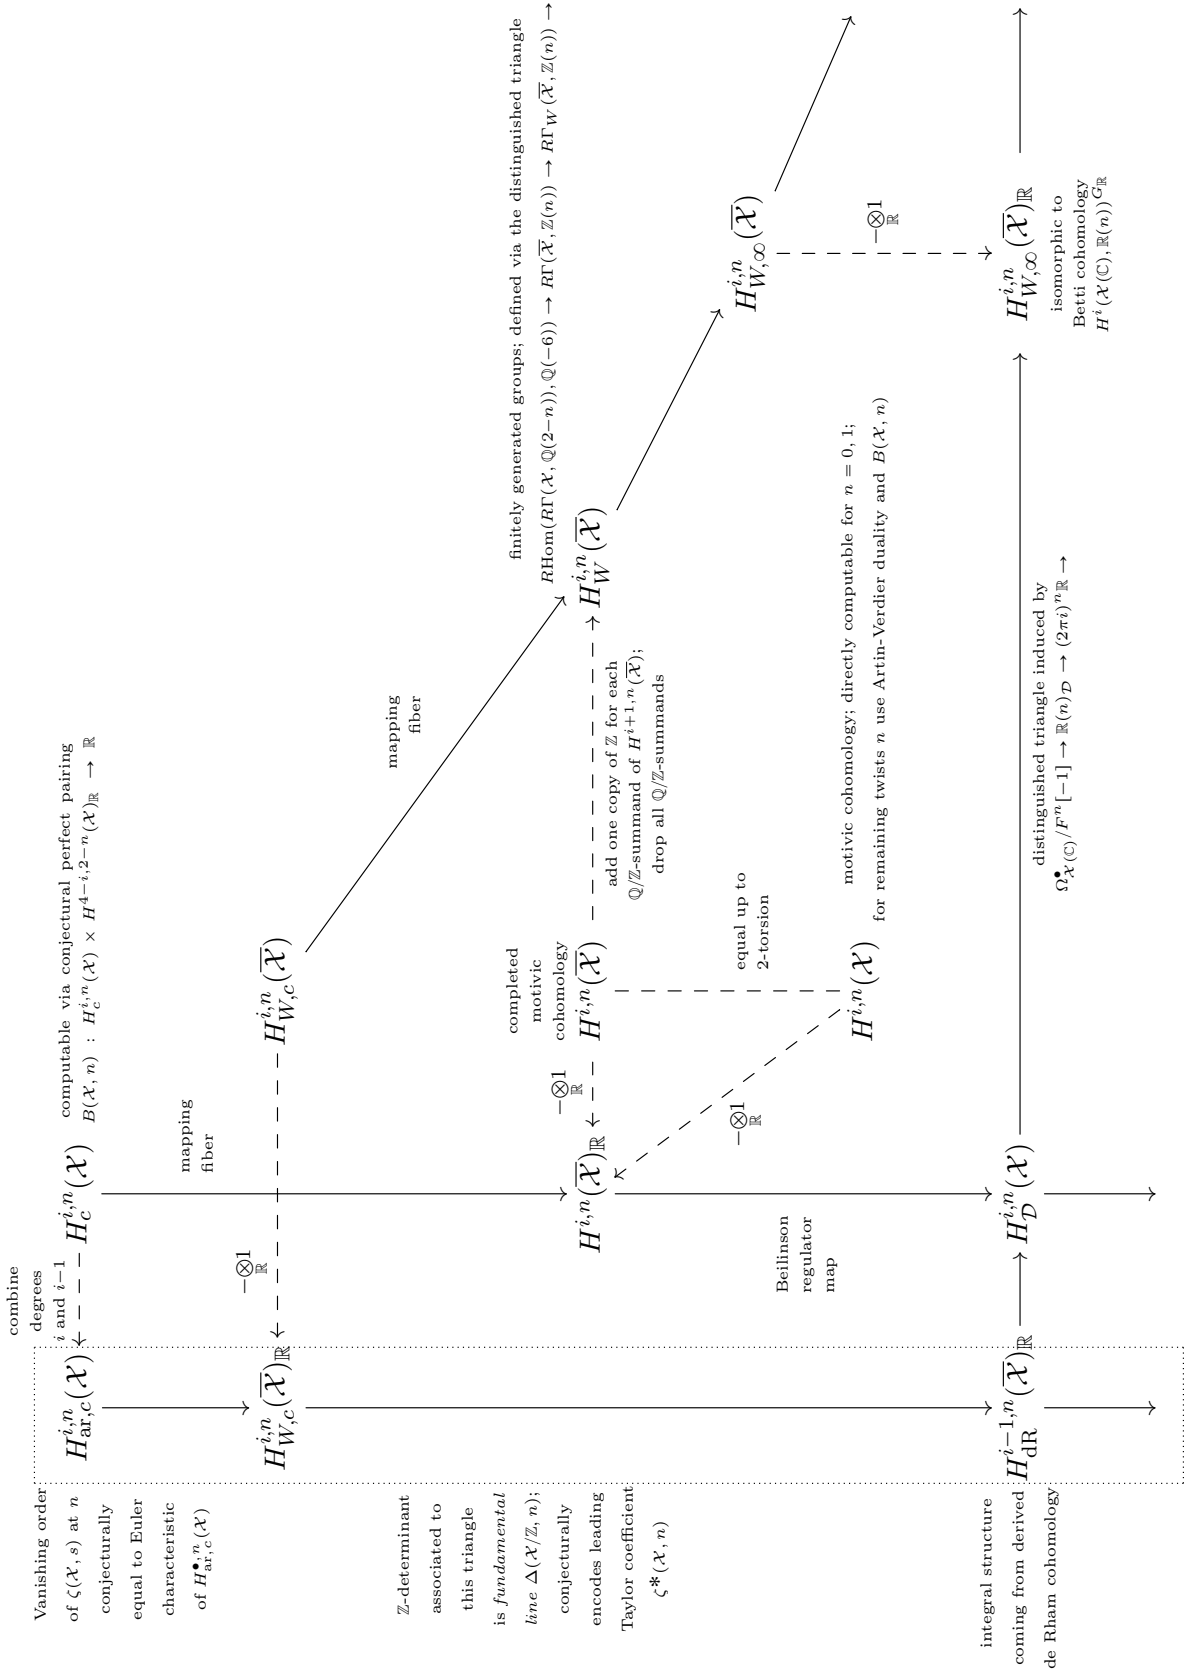 Vanishing order
of ζ(𝒳, s) at n
conjecturally
equal to Euler
characteristic
of H^{•,n}_{ar,c}(𝒳)
H^{i,n}_{ar,c}(𝒳)
combine
degrees
i and i−1
H^{i,n}_c(𝒳)
computable via conjectural perfect pairing
B(𝒳, n) : H^{i,n}_c(𝒳) × H^{4−i,2−n}(𝒳)_ℝ → ℝ
mapping
fiber
H^{i,n}_{W,c}(𝒳̅)_ℝ
−⊗1
ℝ
H^{i,n}_{W,c}(𝒳̅)
mapping
fiber
ℤ-determinant
associated to
this triangle
is fundamental
line Δ(𝒳/ℤ, n);
conjecturally
encodes leading
Taylor coefficient
ζ*(𝒳, n)
finitely generated groups; defined via the distinguished triangle
RHom(RΓ(𝒳, ℚ(2−n)), ℚ(−6)) → RΓ(𝒳̅, ℤ(n)) → RΓ_W(𝒳̅, ℤ(n)) →
H^{i,n}(𝒳̅)_ℝ
−⊗1
ℝ
completed
motivic
cohomology
H^{i,n}(𝒳̅)
H^{i,n}_W(𝒳̅)
add one copy of ℤ for each
ℚ/ℤ-summand of H^{i+1,n}(𝒳̅);
drop all ℚ/ℤ-summands
H^{i,n}_{W,∞}(𝒳̅)
Beilinson
regulator
map
−⊗1
ℝ
equal up to
2-torsion
H^{i,n}(𝒳)
motivic cohomology; directly computable for n = 0, 1;
for remaining twists n use Artin-Verdier duality and B(𝒳, n)
−⊗1
ℝ
integral structure
coming from derived
de Rham cohomology
H^{i−1,n}_{dR}(𝒳̅)_ℝ
H^{i,n}_𝒟(𝒳)
H^{i,n}_{W,∞}(𝒳̅)_ℝ
distinguished triangle induced by
Ω^•_{𝒳(ℂ)}/F^n[−1] → ℝ(n)_𝒟 → (2πi)^n ℝ →
isomorphic to
Betti cohomology
H^i(𝒳(ℂ), ℝ(n))^{G_ℝ}